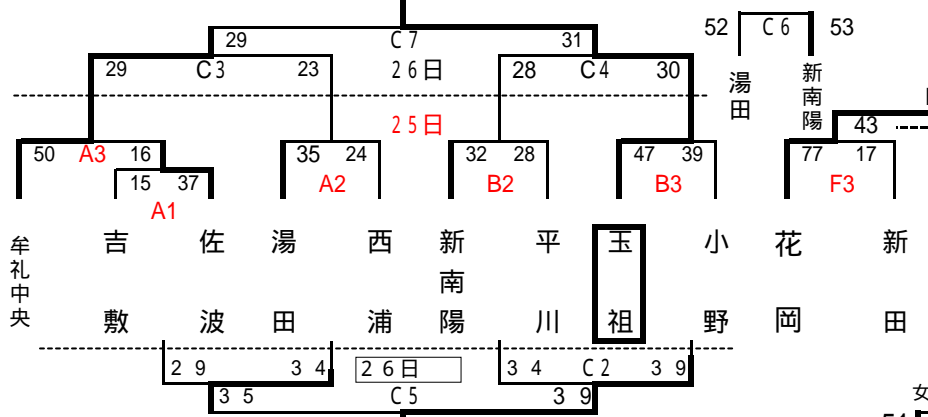 29 C7 31
52 C6 53
29 C3 23 26日 28 C4 30
湯田 新南陽
25日
43
50 A3 16 35 24 32 28 47 39 77 17
15 37 A2 B2 B3 F3
A1
牟礼中央 吉敷 佐波 湯田 西浦 新南陽 平川 玉祖 小野 花岡 新田
29 34 26日 34 C2 39
35 C5 39
女